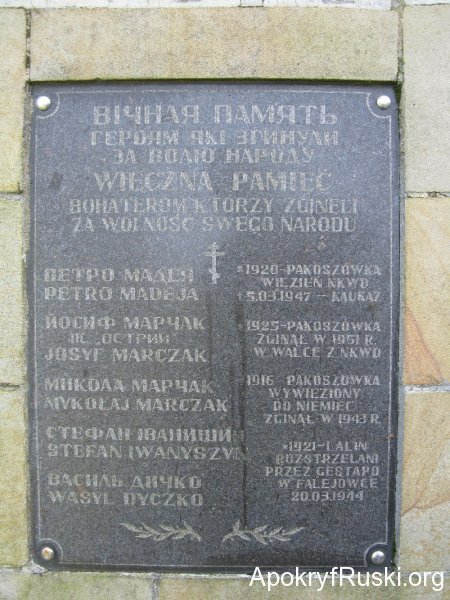 ВІЧНАЯ ПАМЯТЬ
ГЕРОЯМ ЯКІ ЗГИНУЛИ
ЗА ВОЛЮ НАРОДУ
WIECZNA PAMIĘĆ
BOHATEROM KTÓRZY ZGINĘLI
ZA WOLNOŚĆ SWEGO NARODU
ПЕТРО МАДЕЯ
PETRO MADEJA
*1920-PAKOSZÓWKA
WIĘZIEŃ NKWD
+5.03.1947 - KAUKAZ
ЙОСИФ МАРЧАК
ПС. „ОСТРИЙ"
JOSYF MARCZAK
*1925-PAKOSZÓWKA
ZGINĄŁ W 1951 R.
W WALCE Z NKWD
МИКОЛА МАРЧАК
MYKOŁAJ MARCZAK
1916 PAKOSZÓWKA
WYWIEZIONY
DO NIEMIEC
ZGINĄŁ W 1943 R
СТЕФАН ІВАНИШИН
STEFAN IWANYSZYN
ВАСИЛЬ ДИЧКО
WASYL DYCZKO
*1921-LALIN
ROZSTRZELANI
PRZEZ GESTAPO
W FALEJÓWCE
20.03.1944
ApokryfRuski.org